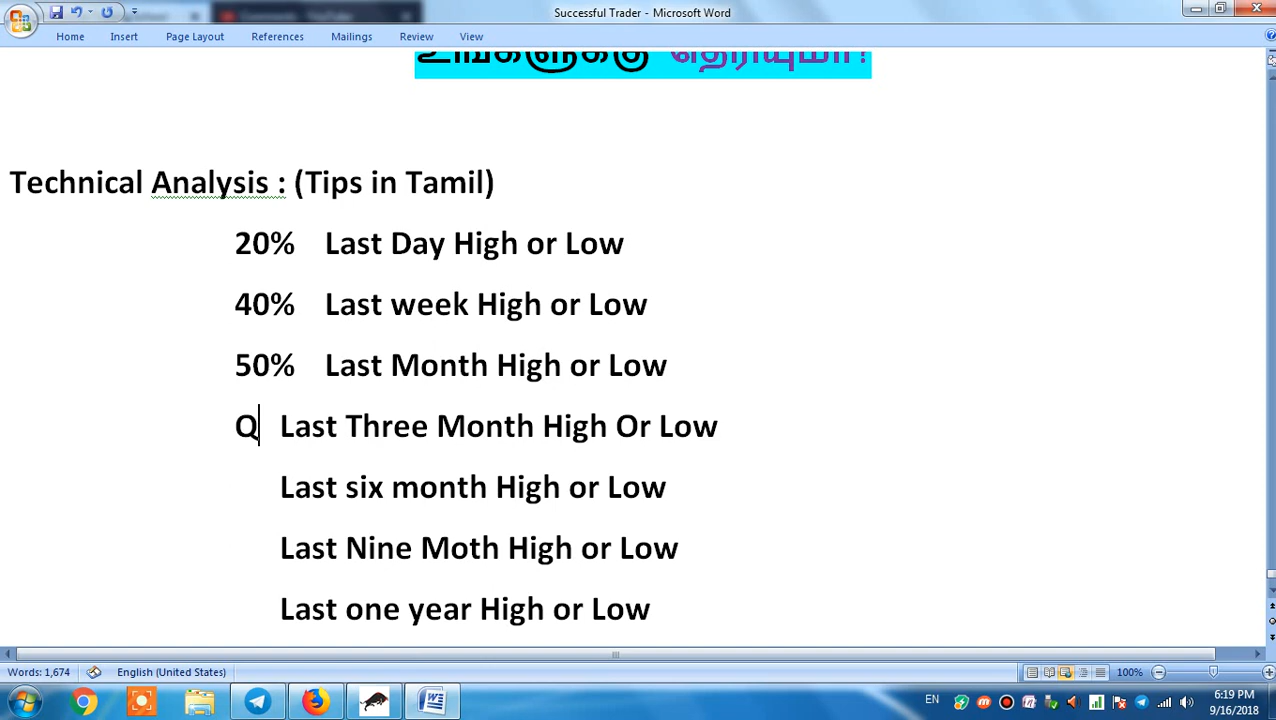 Successful Trader - Microsoft Word
Home Insert Page Layout References Mailings Review View
உங்களுக்கு தெரியுமா?
Technical Analysis : (Tips in Tamil)
20% Last Day High or Low
40% Last week High or Low
50% Last Month High or Low
Q Last Three Month High Or Low
Last six month High or Low
Last Nine Moth High or Low
Last one year High or Low
Words: 1,674 English (United States) 100%
EN 6:19 PM
9/16/2018